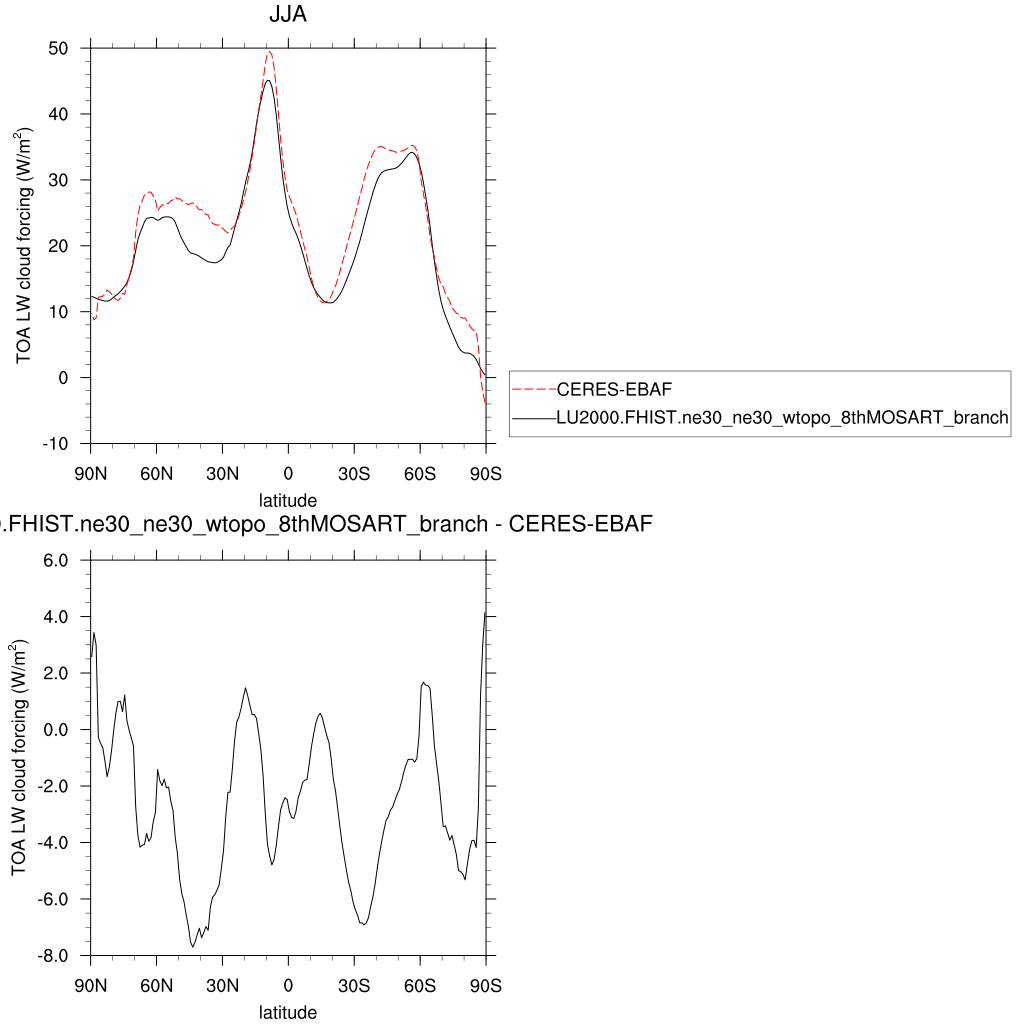 JJA
TOA LW cloud forcing (W/m²)
50
40
30
20
10
0
-10
90N 60N 30N 0 30S 60S 90S
latitude
CERES-EBAF
LU2000.FHIST.ne30_ne30_wtopo_8thMOSART_branch
.FHIST.ne30_ne30_wtopo_8thMOSART_branch - CERES-EBAF
TOA LW cloud forcing (W/m²)
6.0
4.0
2.0
0.0
-2.0
-4.0
-6.0
-8.0
90N 60N 30N 0 30S 60S 90S
latitude